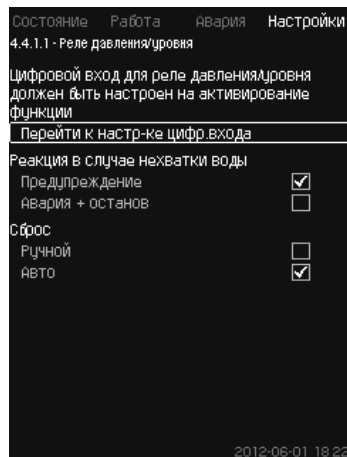 Состояние Работа Авария Настройки
4.4.1.1 - Реле давления/уровня
Цифровой вход для реле давления/уровня
должен быть настроен на активирование
функции
Перейти к настр-ке цифр.входа
Реакция в случае нехватки воды
Предупреждение
Авария + останов
Сброс
Ручной
Авто
2012-06-01 18:22